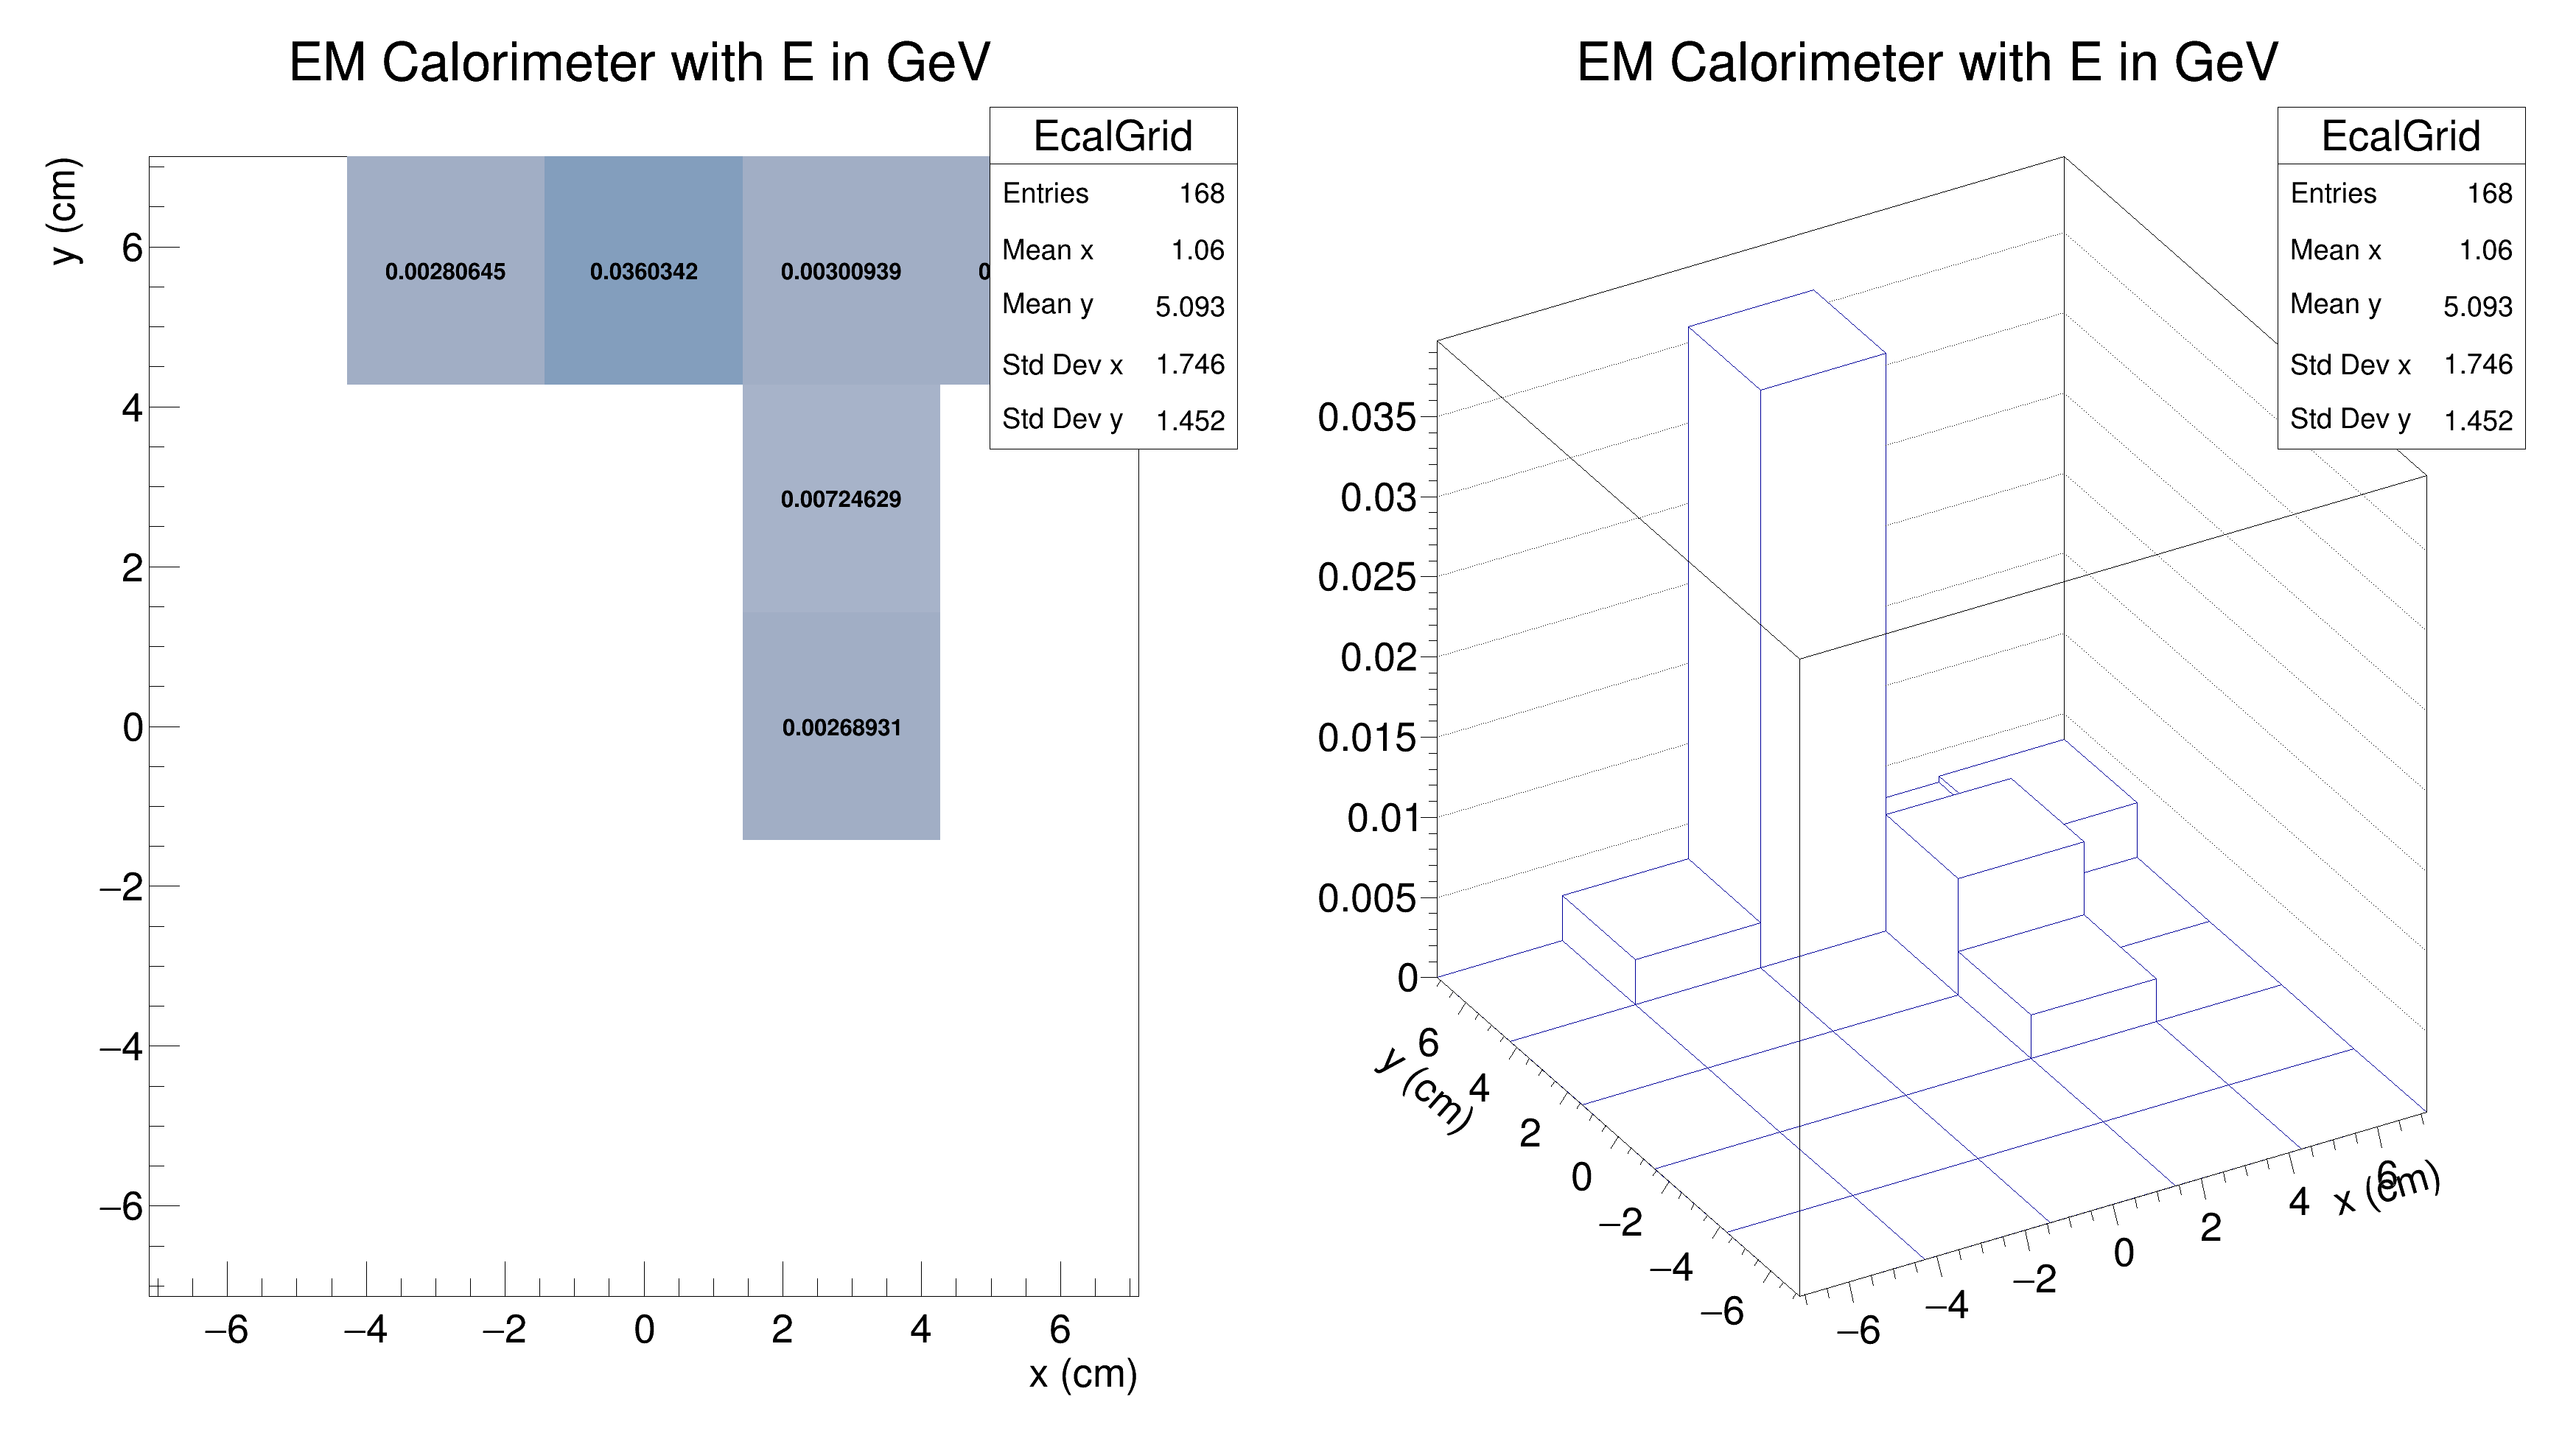 EM Calorimeter with E in GeV
EcalGrid
Entries 168
Mean x 1.06
Mean y 5.093
Std Dev x 1.746
Std Dev y 1.452
y (cm)
6
4
2
0
−2
−4
−6
0.00280645 0.0360342 0.00300939 0
0.00724629
0.00268931
−6 −4 −2 0 2 4 6
x (cm)
EM Calorimeter with E in GeV
EcalGrid
Entries 168
Mean x 1.06
Mean y 5.093
Std Dev x 1.746
Std Dev y 1.452
0.035
0.03
0.025
0.02
0.015
0.01
0.005
0
6
4
2
0
−2
−4
−6
y (cm)
−6
−4
−2
0
2
4
6
x (cm)